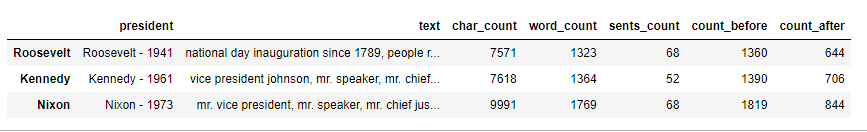 president text char_count word_count sents_count count_before count_after
Roosevelt Roosevelt - 1941 national day inauguration since 1789, people r... 7571 1323 68 1360 644
Kennedy Kennedy - 1961 vice president johnson, mr. speaker, mr. chief... 7618 1364 52 1390 706
Nixon Nixon - 1973 mr. vice president, mr. speaker, mr. chief jus... 9991 1769 68 1819 844